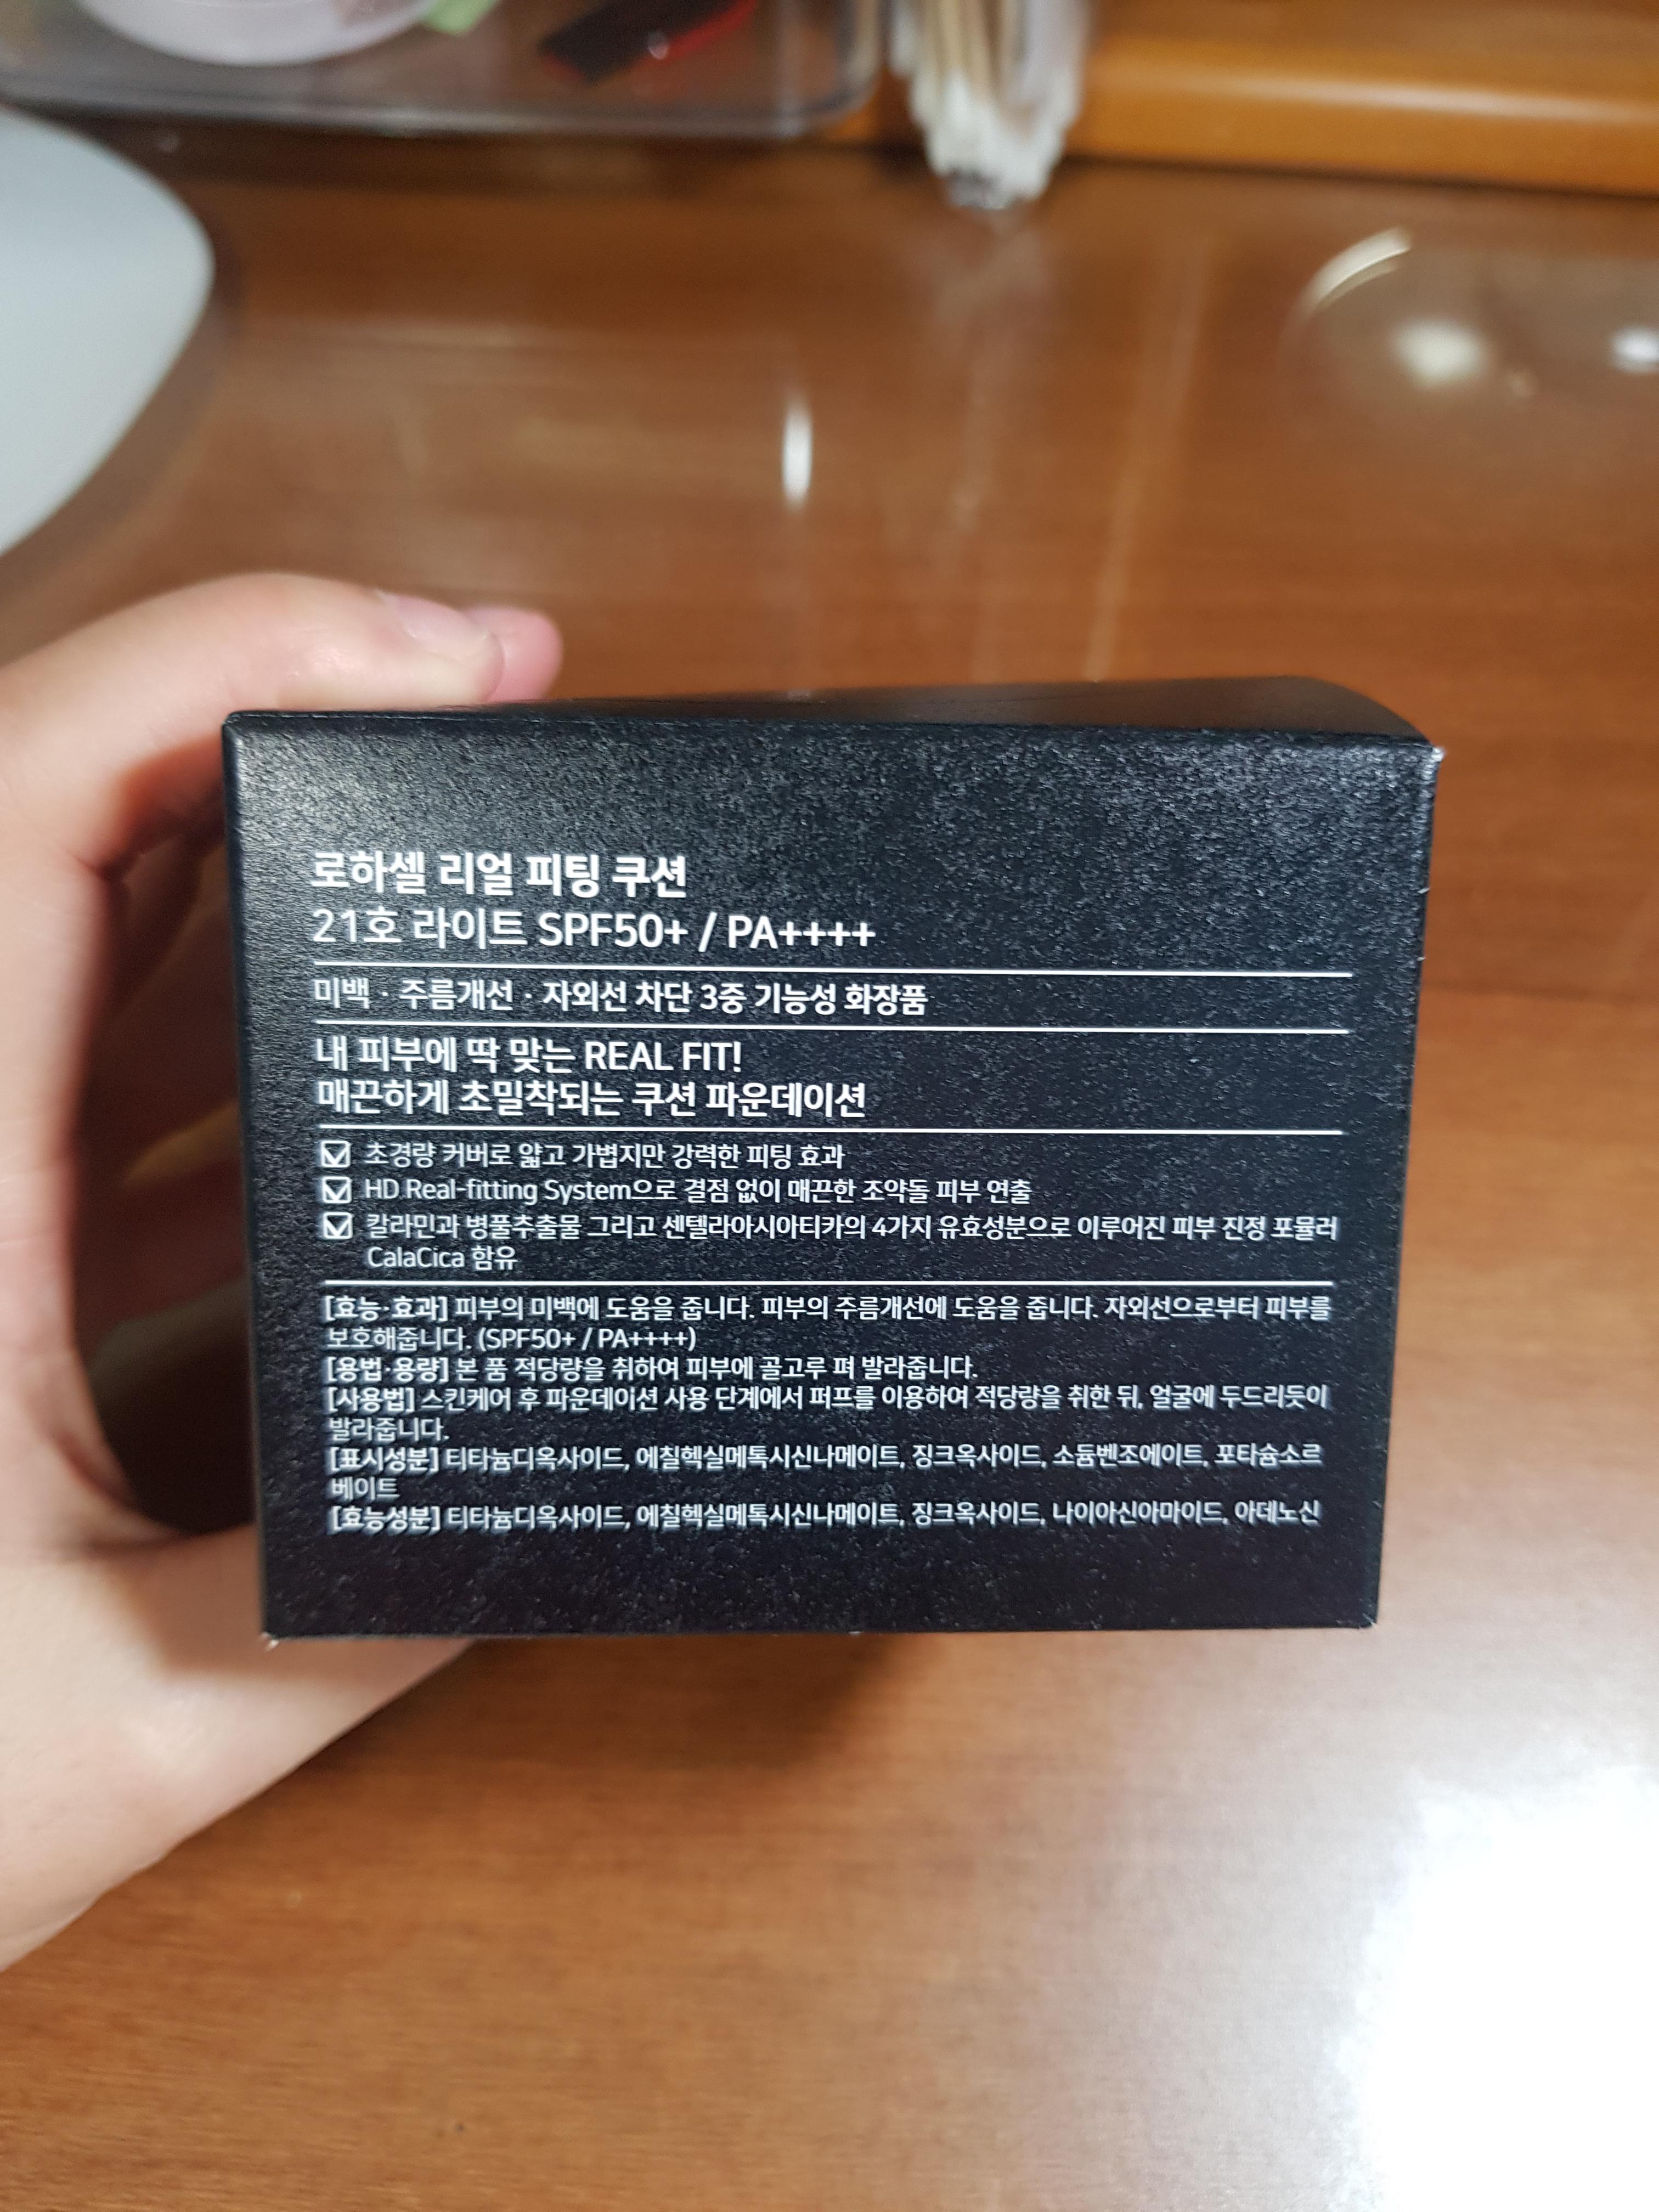 로하셀 리얼 피팅 쿠션
21호 라이트 SPF50+ / PA++++
미백 · 주름개선 · 자외선 차단 3중 기능성 화장품
내 피부에 딱 맞는 REAL FIT!
매끈하게 초밀착되는 쿠션 파운데이션
초경량 커버로 얇고 가볍지만 강력한 피팅 효과
HD Real-fitting System으로 결점 없이 매끈한 조약돌 피부 연출
칼라민과 병풀추출물 그리고 센텔라아시아티카의 4가지 유효성분으로 이루어진 피부 진정 포뮬러
CalaCica 함유
[효능·효과] 피부의 미백에 도움을 줍니다. 피부의 주름개선에 도움을 줍니다. 자외선으로부터 피부를
보호해줍니다. (SPF50+ / PA++++)
[용법·용량] 본 품 적당량을 취하여 피부에 골고루 펴 발라줍니다.
[사용법] 스킨케어 후 파운데이션 사용 단계에서 퍼프를 이용하여 적당량을 취한 뒤, 얼굴에 두드리듯이
발라줍니다.
[표시성분] 티타늄디옥사이드, 에칠헥실메톡시신나메이트, 징크옥사이드, 소듐벤조에이트, 포타슘소르
베이트
[효능성분] 티타늄디옥사이드, 에칠헥실메톡시신나메이트, 징크옥사이드, 나이아신아마이드, 아데노신